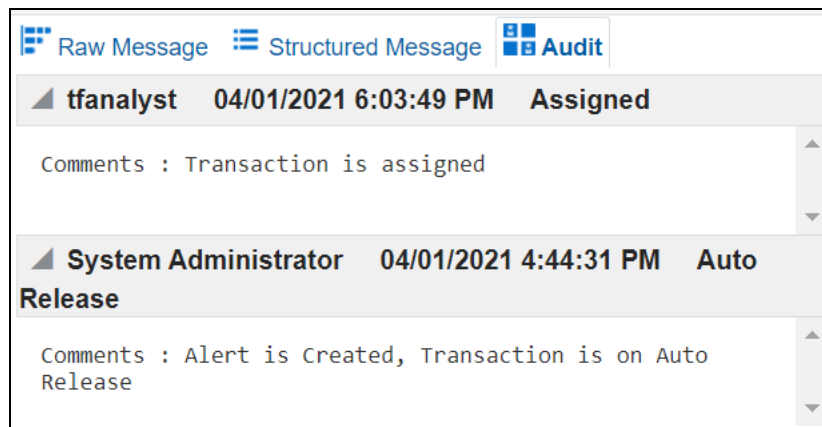 Raw Message Structured Message Audit
tfanalyst 04/01/2021 6:03:49 PM Assigned
Comments : Transaction is assigned
System Administrator 04/01/2021 4:44:31 PM Auto
Release
Comments : Alert is Created, Transaction is on Auto
Release